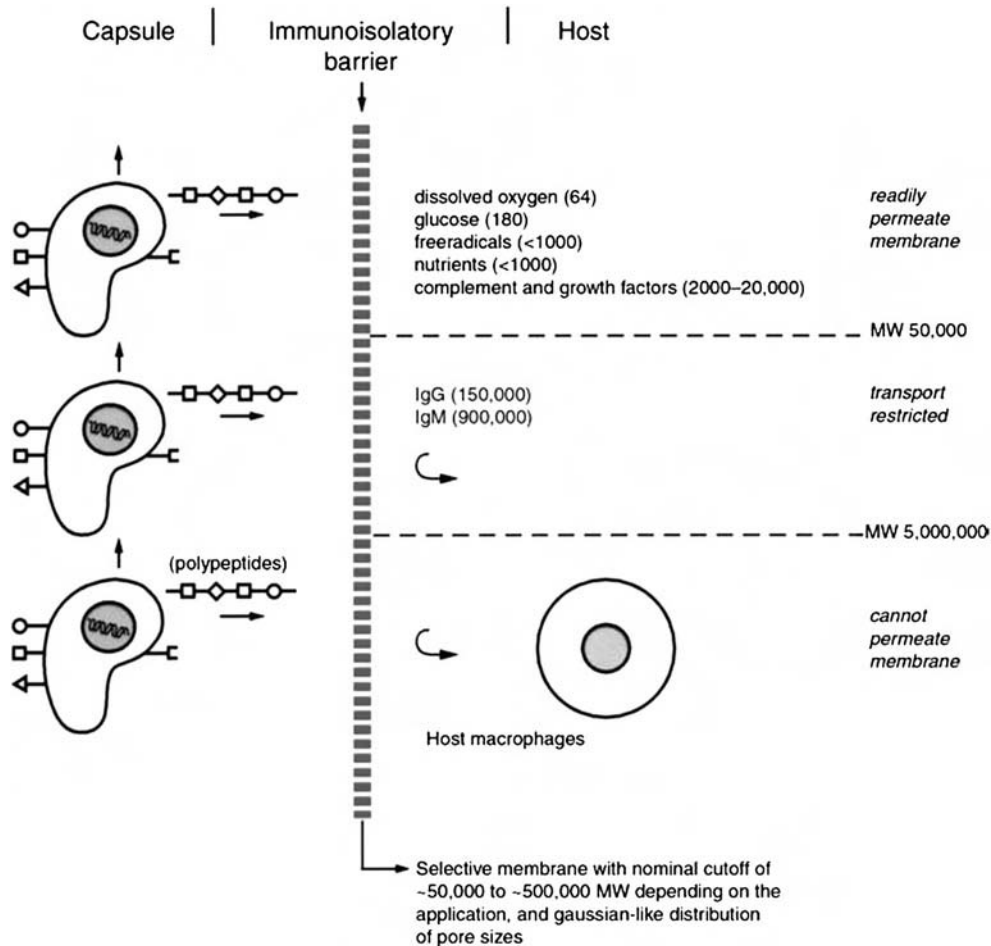 Capsule
Immunoisolatory
barrier
Host
dissolved oxygen (64)
glucose (180)
freeradicals (<1000)
nutrients (<1000)
complement and growth factors (2000–20,000)
readily
permeate
membrane
MW 50,000
IgG (150,000)
IgM (900,000)
transport
restricted
MW 5,000,000
(polypeptides)
cannot
permeate
membrane
Host macrophages
Selective membrane with nominal cutoff of
~50,000 to ~500,000 MW depending on the
application, and gaussian-like distribution
of pore sizes